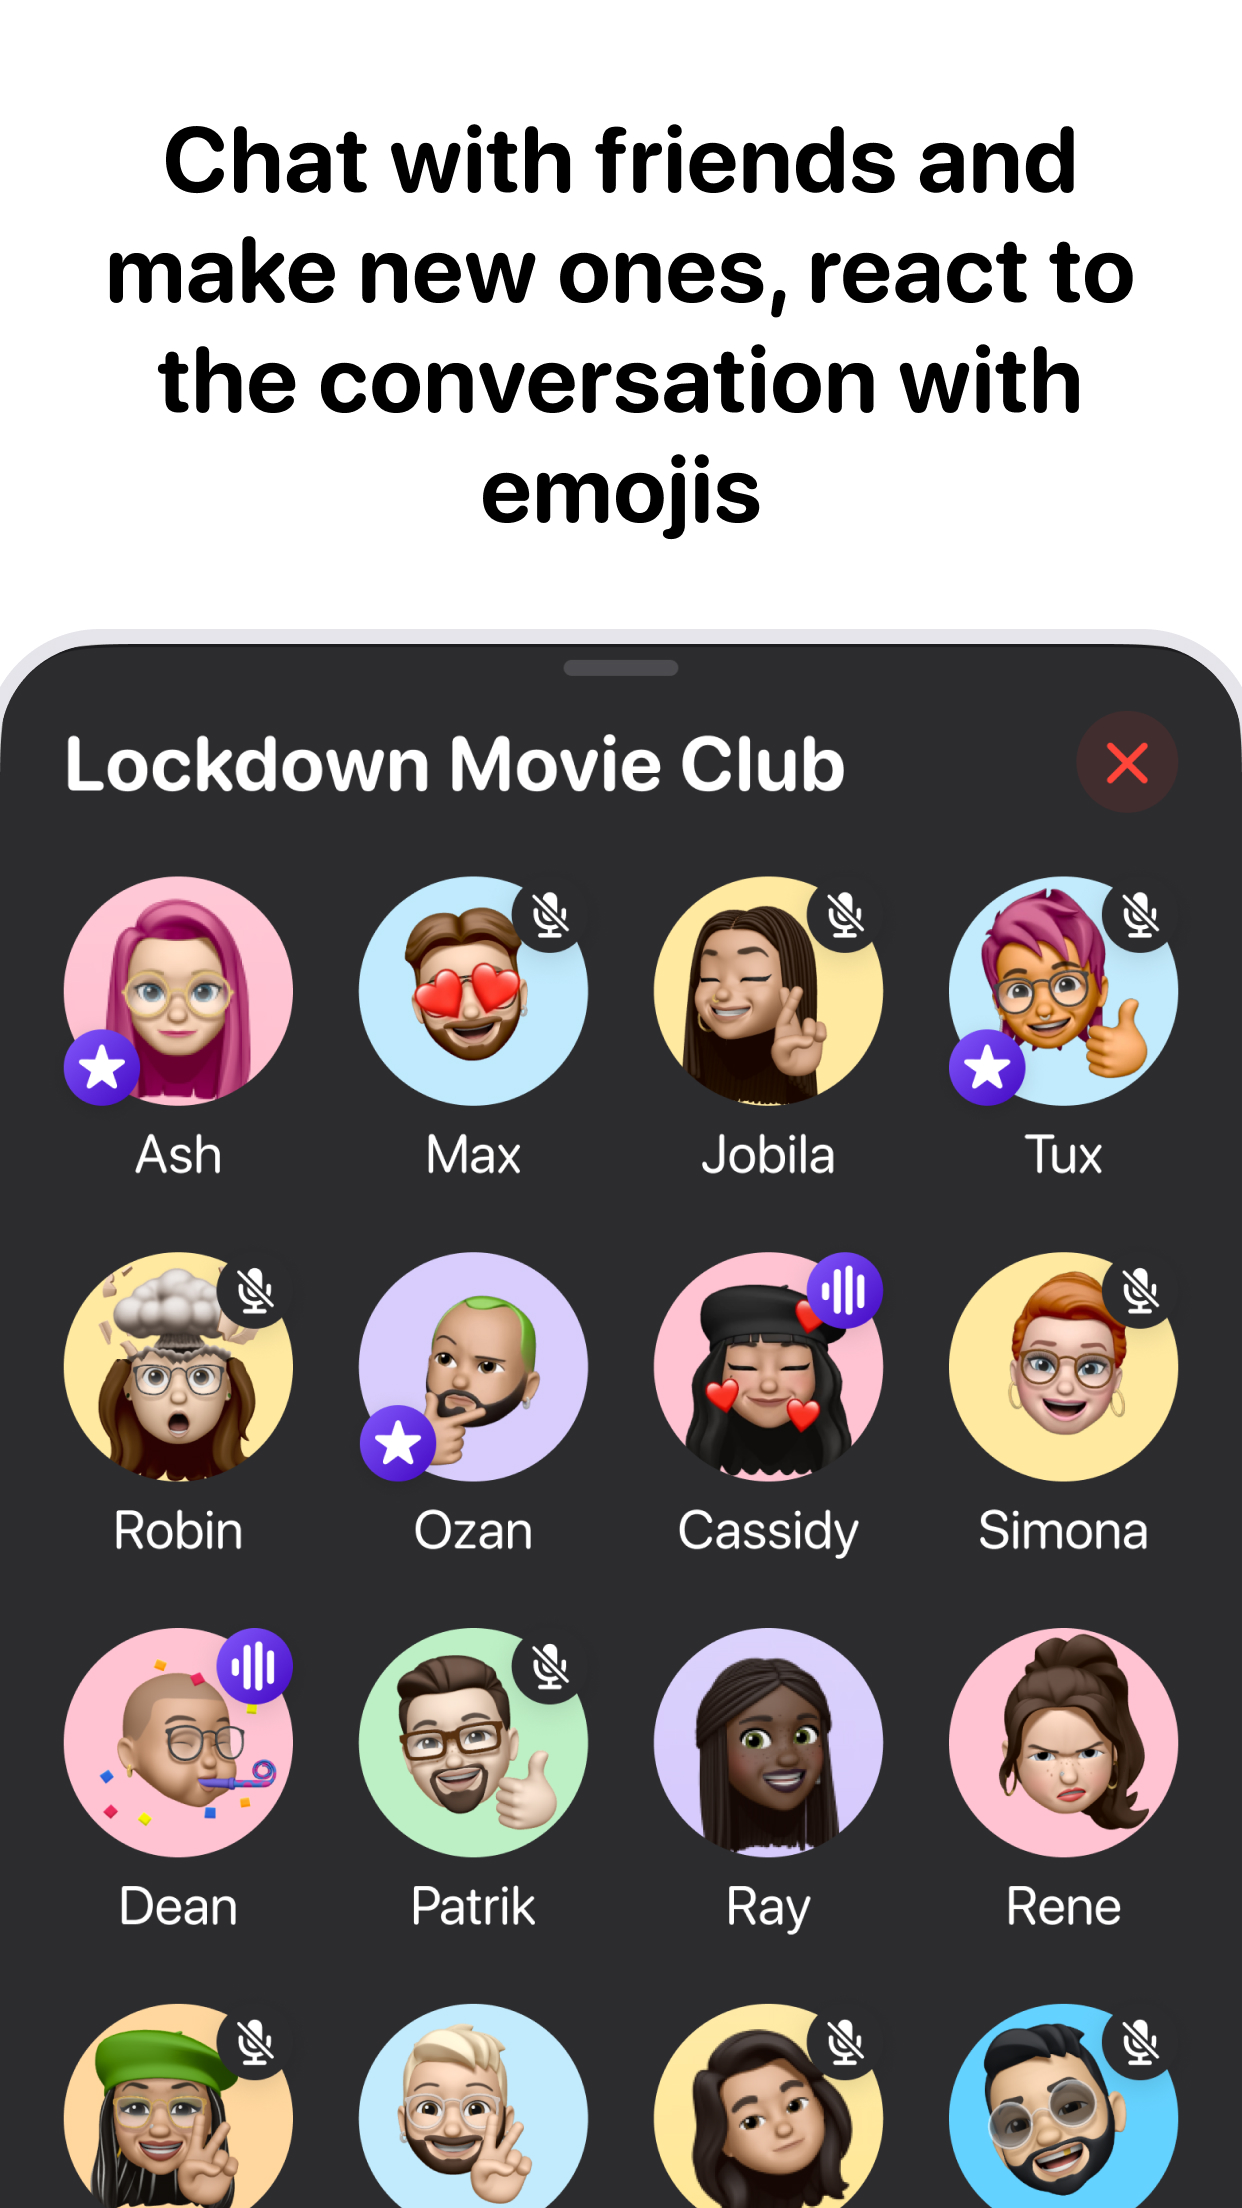 Chat with friends and
make new ones, react to
the conversation with
emojis
Lockdown Movie Club
Ash
Max
Jobila
Tux
Robin
Ozan
Cassidy
Simona
Dean
Patrik
Ray
Rene